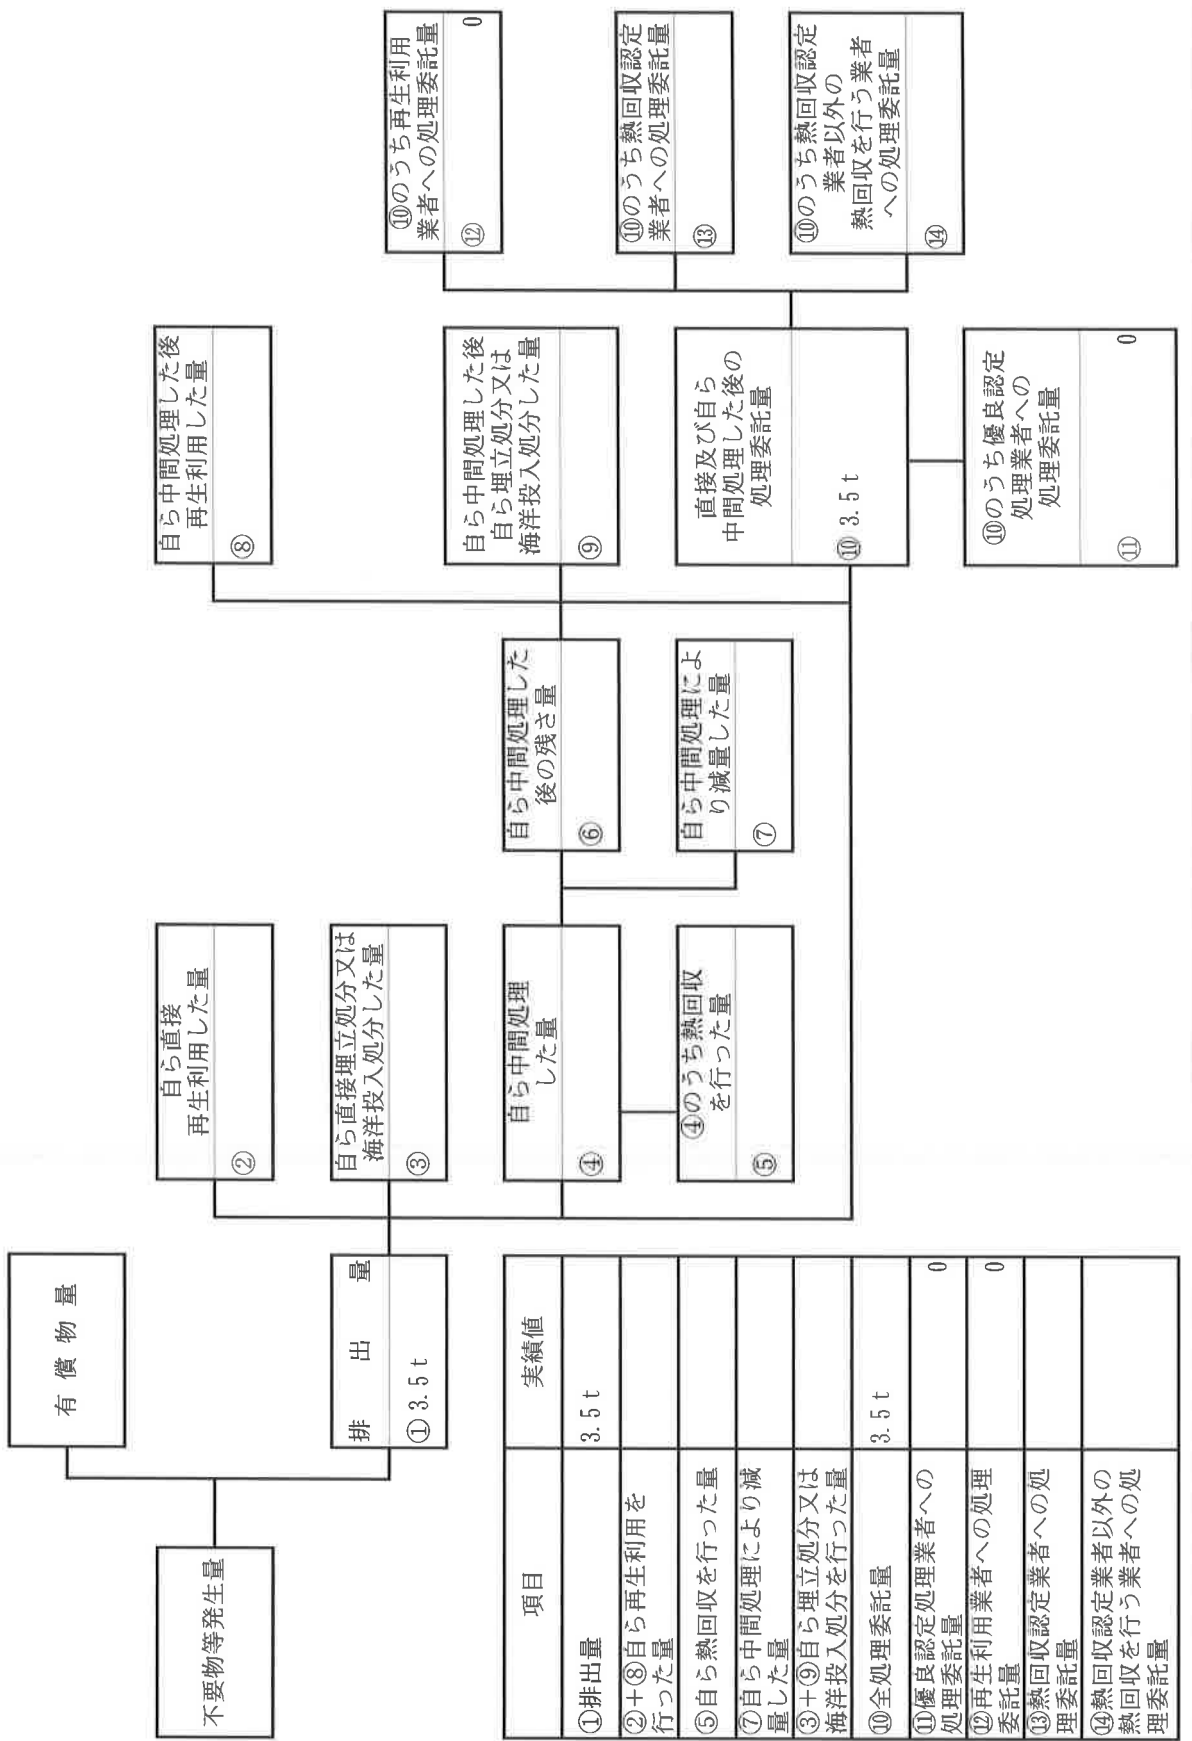 不要物等発生量
有償物量
排出量
①3.5t
自ら直接
再生利用した量
②
自ら直接埋立処分又は
海洋投入処分した量
③
自ら中間処理
した量
④
④のうち熱回収
を行った量
⑤
自ら中間処理した
後の残さ量
⑥
自ら中間処理によ
り減量した量
⑦
自ら中間処理した後
再生利用した量
⑧
自ら中間処理した後
自ら埋立処分又は
海洋投入処分した量
⑨
直接及び自ら
中間処理した後の
処理委託量
⑩ 3.5t
⑩のうち優良認定
処理業者への
処理委託量
⑪ 0
⑩のうち再生利用
業者への処理委託量
⑫ 0
⑩のうち熱回収認定
業者への処理委託量
⑬
⑩のうち熱回収認定
業者以外の
熱回収を行う業者
への処理委託量
⑭
項目 実績値
①排出量 3.5t
②+⑧自ら再生利用を
行った量
⑤自ら熱回収を行った量
⑦自ら中間処理により減
量した量
③+⑨自ら埋立処分又は
海洋投入処分を行った量
⑩全処理委託量 3.5t
⑪優良認定処理業者への
処理委託量 0
⑫再生利用業者への処理
委託量 0
⑬熱回収認定業者への処
理委託量
⑭熱回収認定業者以外の
熱回収を行う業者への処
理委託量